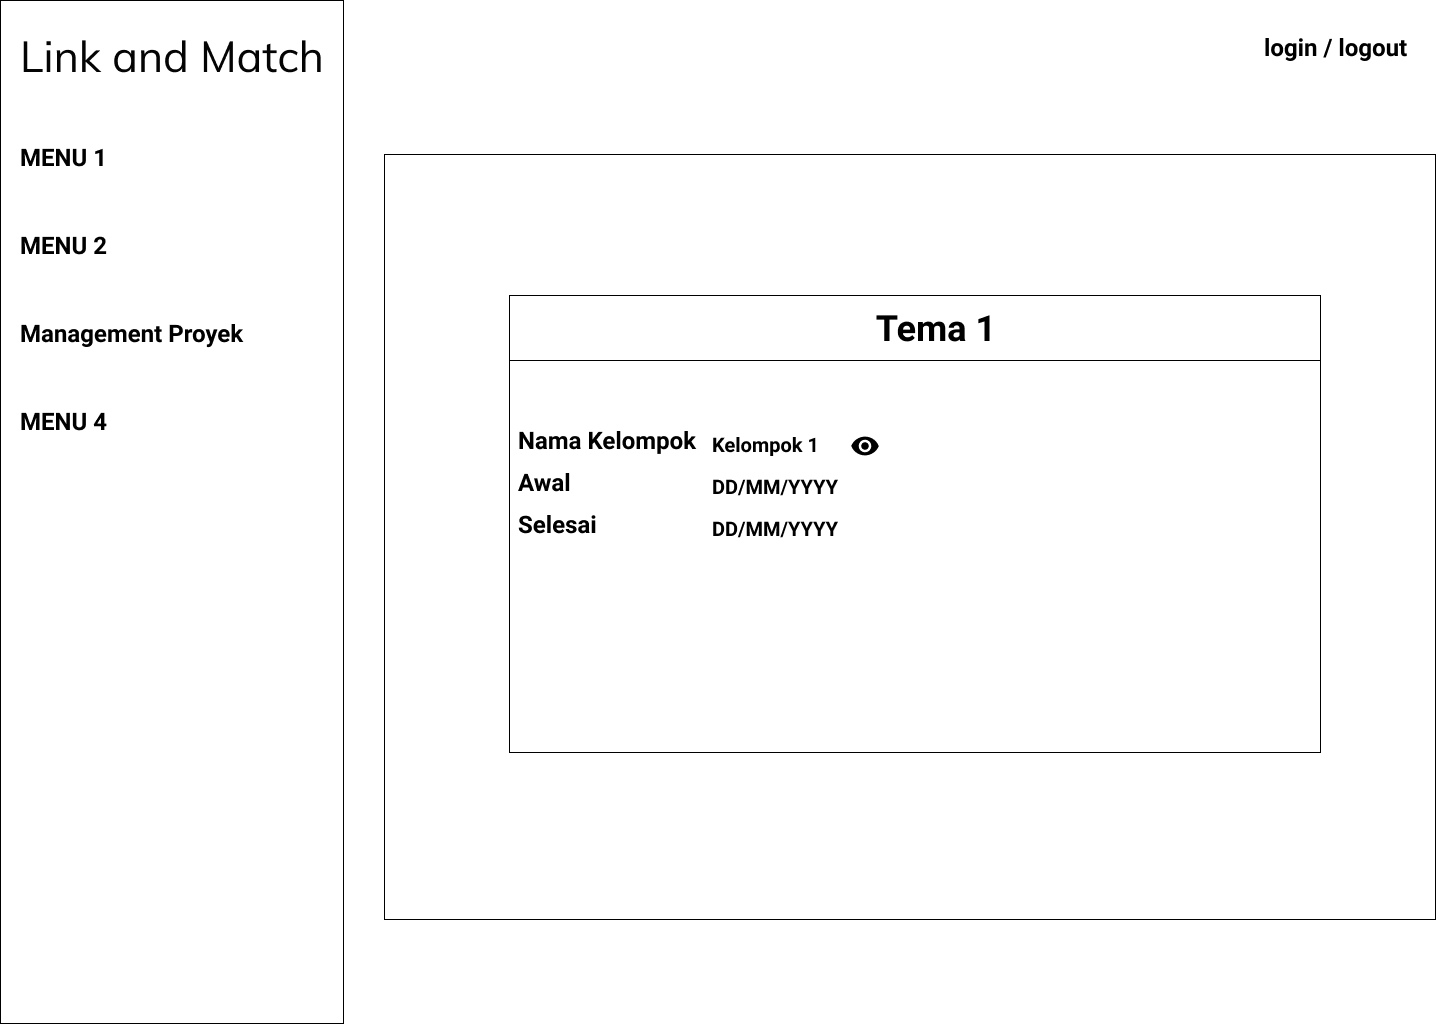 Link and Match
login / logout
MENU 1
MENU 2
Management Proyek
MENU 4
Tema 1
Nama Kelompok Kelompok 1
Awal DD/MM/YYYY
Selesai DD/MM/YYYY